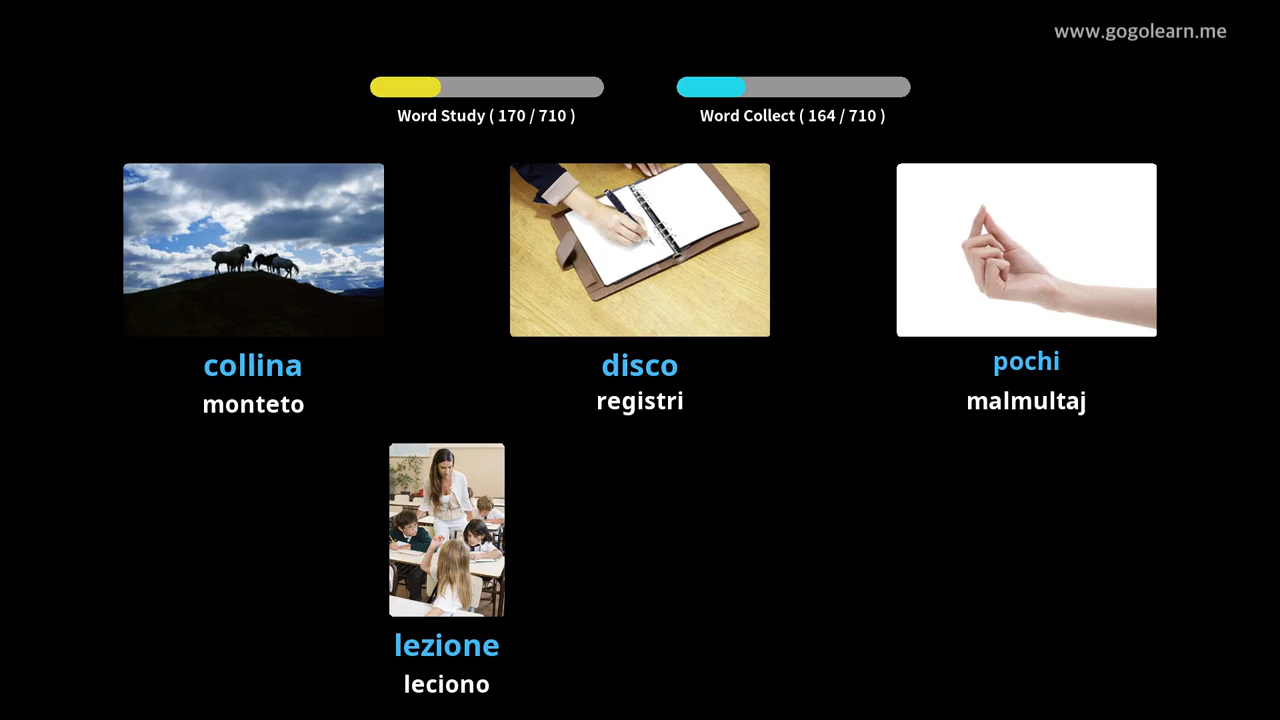 www.gogolearn.me
Word Study ( 170 / 710 )
Word Collect ( 164 / 710 )
collina
monteto
disco
registri
pochi
malmultaj
lezione
leciono